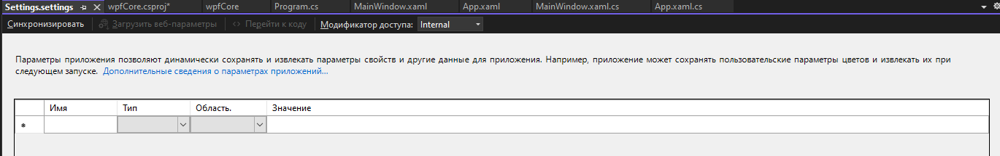 Settings.settings wpfCore.csproj* wpfCore Program.cs MainWindow.xaml App.xaml MainWindow.xaml.cs App.xaml.cs
Синхронизировать Загрузить веб-параметры Перейти к коду Модификатор доступа: Internal
Параметры приложения позволяют динамически сохранять и извлекать параметры свойств и другие данные для приложения. Например, приложение может сохранять пользовательские параметры цветов и извлекать их при
следующем запуске. Дополнительные сведения о параметрах приложений...
Имя Тип Область. Значение